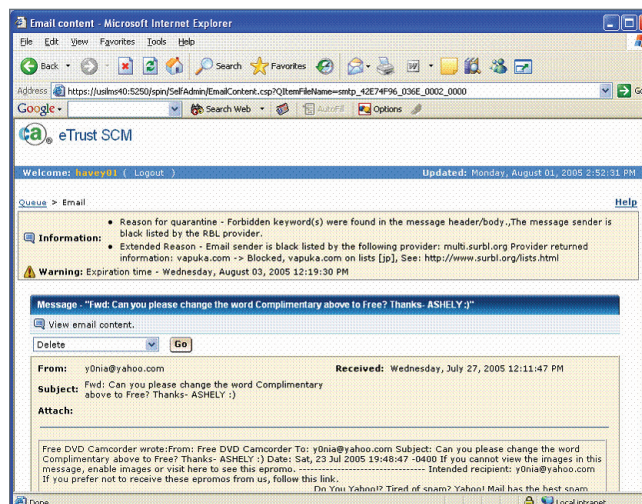 Email content - Microsoft Internet Explorer
File Edit View Favorites Tools Help
Back Search Favorites
Address https://usilms40:5250/spin/SelfAdmin/EmailContent.csp?QItemFileName=smtp_42E74F96_036E_0002_0000 Go
Google Search Web AutoFill Options
ca eTrust SCM
Welcome: havey01 ( Logout ) Updated: Monday, August 01, 2005 2:52:31 PM
Queue > Email Help
• Reason for quarantine - Forbidden keyword(s) were found in the message header/body.,The message sender is
black listed by the RBL provider.
Information:
• Extended Reason - Email sender is black listed by the following provider: multi.surbl.org Provider returned
information: vapuka.com -> Blocked, vapuka.com on lists [jp], See: http://www.surbl.org/lists.html
Warning: Expiration time - Wednesday, August 03, 2005 12:19:30 PM
Message - "Fwd: Can you please change the word Complimentary above to Free? Thanks- ASHELY :)"
View email content.
Delete Go
From: y0nia@yahoo.com Received: Wednesday, July 27, 2005 12:11:47 PM
Subject: Fwd: Can you please change the word Complimentary
above to Free? Thanks- ASHELY :)
Attach:
Free DVD Camcorder wrote:From: Free DVD Camcorder To: y0nia@yahoo.com Subject: Can you please change the word
Complimentary above to Free? Thanks- ASHELY :) Date: Sat, 23 Jul 2005 19:48:47 -0400 If you cannot view the images in this
message, enable images or visit here to see this epromo. -------------------------------- Intended recipient: y0nia@yahoo.com
If you prefer not to receive these epromos from us, follow this link.
Do You Yahoo!? Tired of spam? Yahoo! Mail has the best spam
Done Local intranet